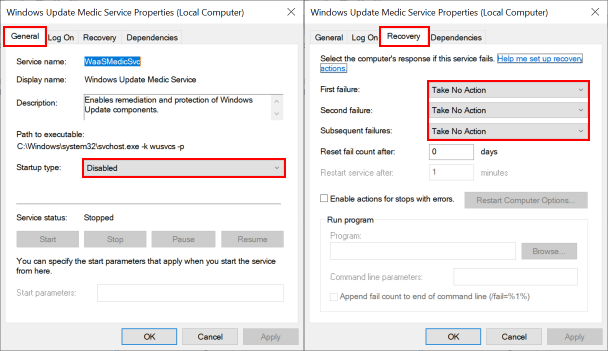 Windows Update Medic Service Properties (Local Computer)
General Log On Recovery Dependencies
Service name: WaaSMedicSvc
Display name: Windows Update Medic Service
Description: Enables remediation and protection of Windows
Update components.
Path to executable:
C:\Windows\system32\svchost.exe -k wusvcs -p
Startup type: Disabled
Service status: Stopped
Start Stop Pause Resume
You can specify the start parameters that apply when you start the service
from here.
Start parameters:
OK Cancel Apply
Windows Update Medic Service Properties (Local Computer)
General Log On Recovery Dependencies
Select the computer's response if this service fails. Help me set up recovery
actions.
First failure: Take No Action
Second failure: Take No Action
Subsequent failures: Take No Action
Reset fail count after: 0 days
Restart service after: 1 minutes
Enable actions for stops with errors. Restart Computer Options...
Run program
Program:
Browse...
Command line parameters:
Append fail count to end of command line (/fail=%1%)
OK Cancel Apply